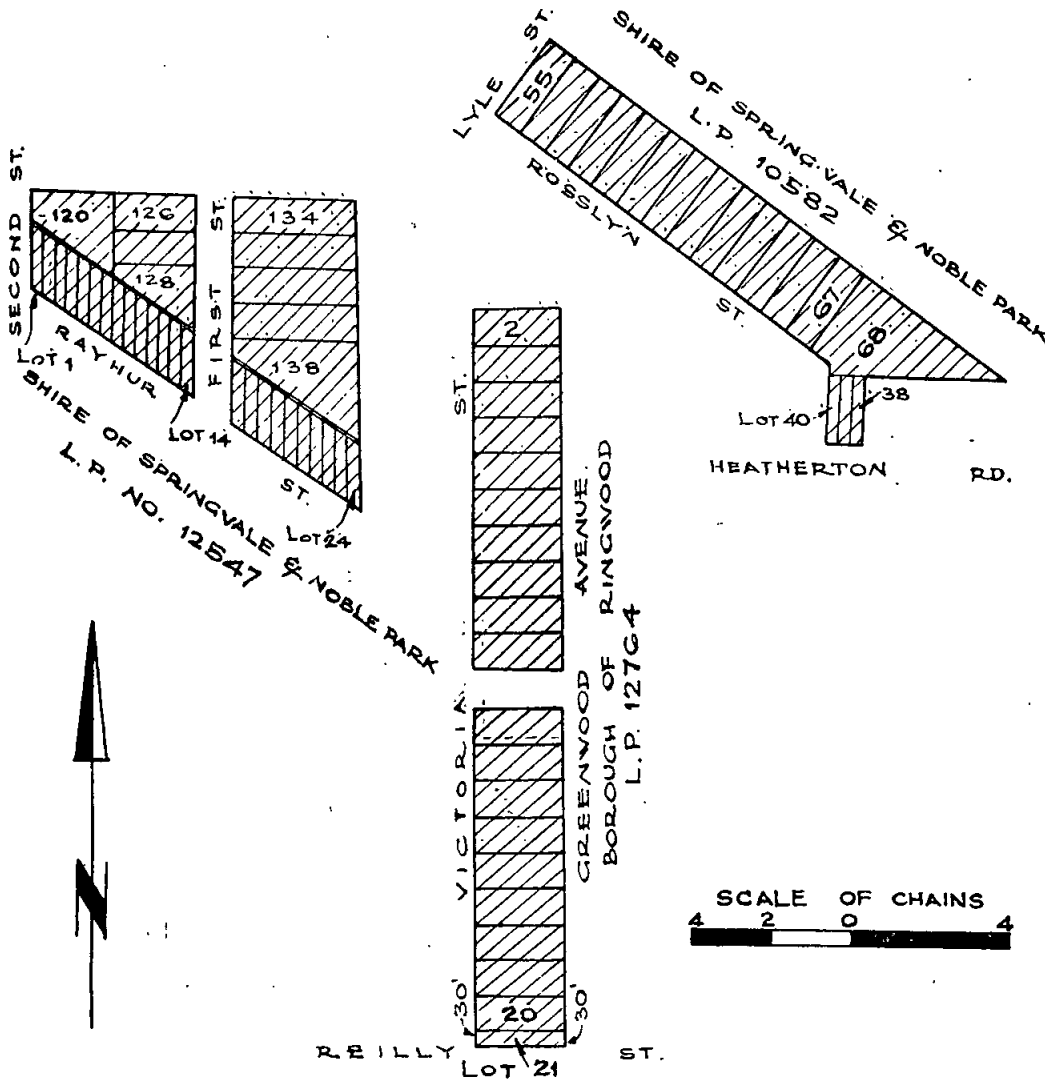 SECOND ST.
120
126
128
FIRST ST.
134
138
LOT 1
RAYHUR ST.
LOT 14
LOT 24
SHIRE OF SPRINGVALE & NOBLE PARK
L.P. NO. 12547
LYLE ST.
55
ROSSLYN ST.
67
68
SHIRE OF SPRINGVALE & NOBLE PARK
L.P. 10582
LOT 40
38
HEATHERTON RD.
2
VICTORIA ST.
GREENWOOD AVENUE
BOROUGH OF RINGWOOD
L.P. 12764
30'
20
30'
REILLY ST.
LOT 21
N
SCALE OF CHAINS
4 2 0 4